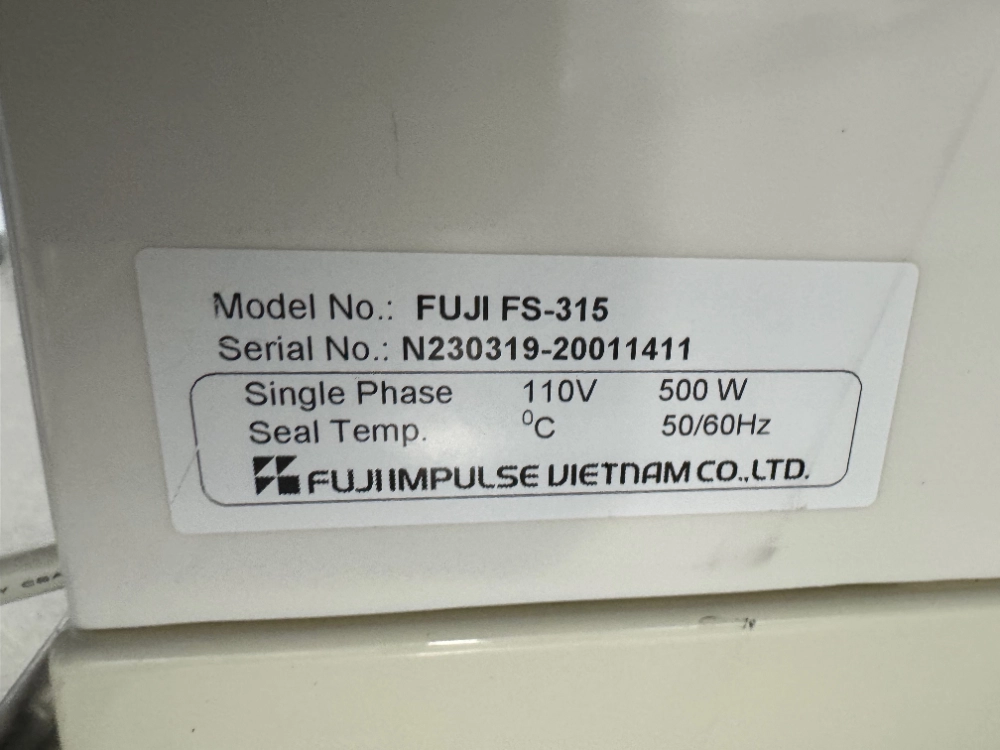 Model No.: FUJI FS-315
Serial No.: N230319-20011411
Single Phase 110V 500 W
Seal Temp. ⁰C 50/60Hz
FUJI IMPULSE VIETNAM CO.,LTD.